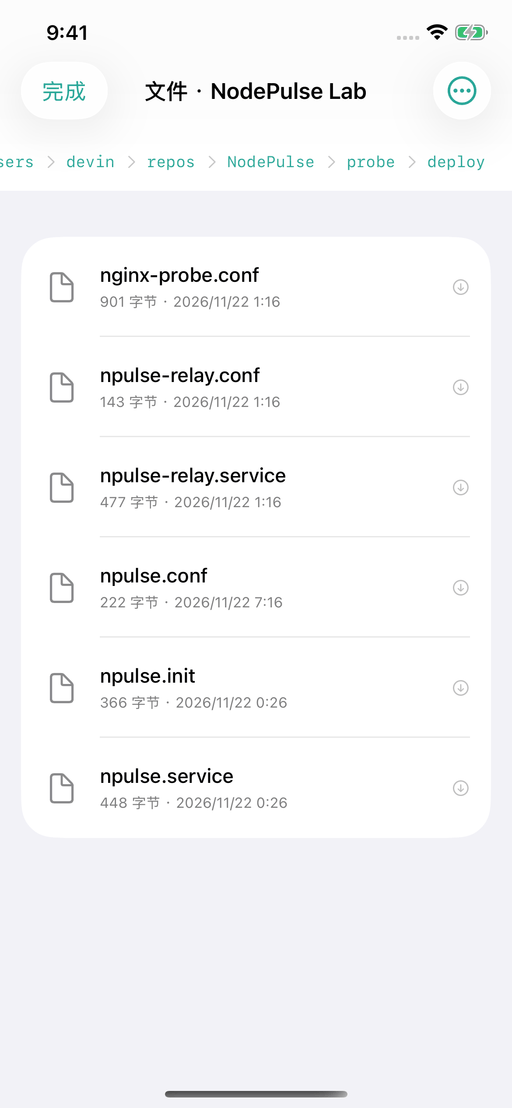 9:41
完成
文件 · NodePulse Lab
sers > devin > repos > NodePulse > probe > deploy
nginx-probe.conf
901 字节 · 2026/11/22 1:16
npulse-relay.conf
143 字节 · 2026/11/22 1:16
npulse-relay.service
477 字节 · 2026/11/22 1:16
npulse.conf
222 字节 · 2026/11/22 7:16
npulse.init
366 字节 · 2026/11/22 0:26
npulse.service
448 字节 · 2026/11/22 0:26